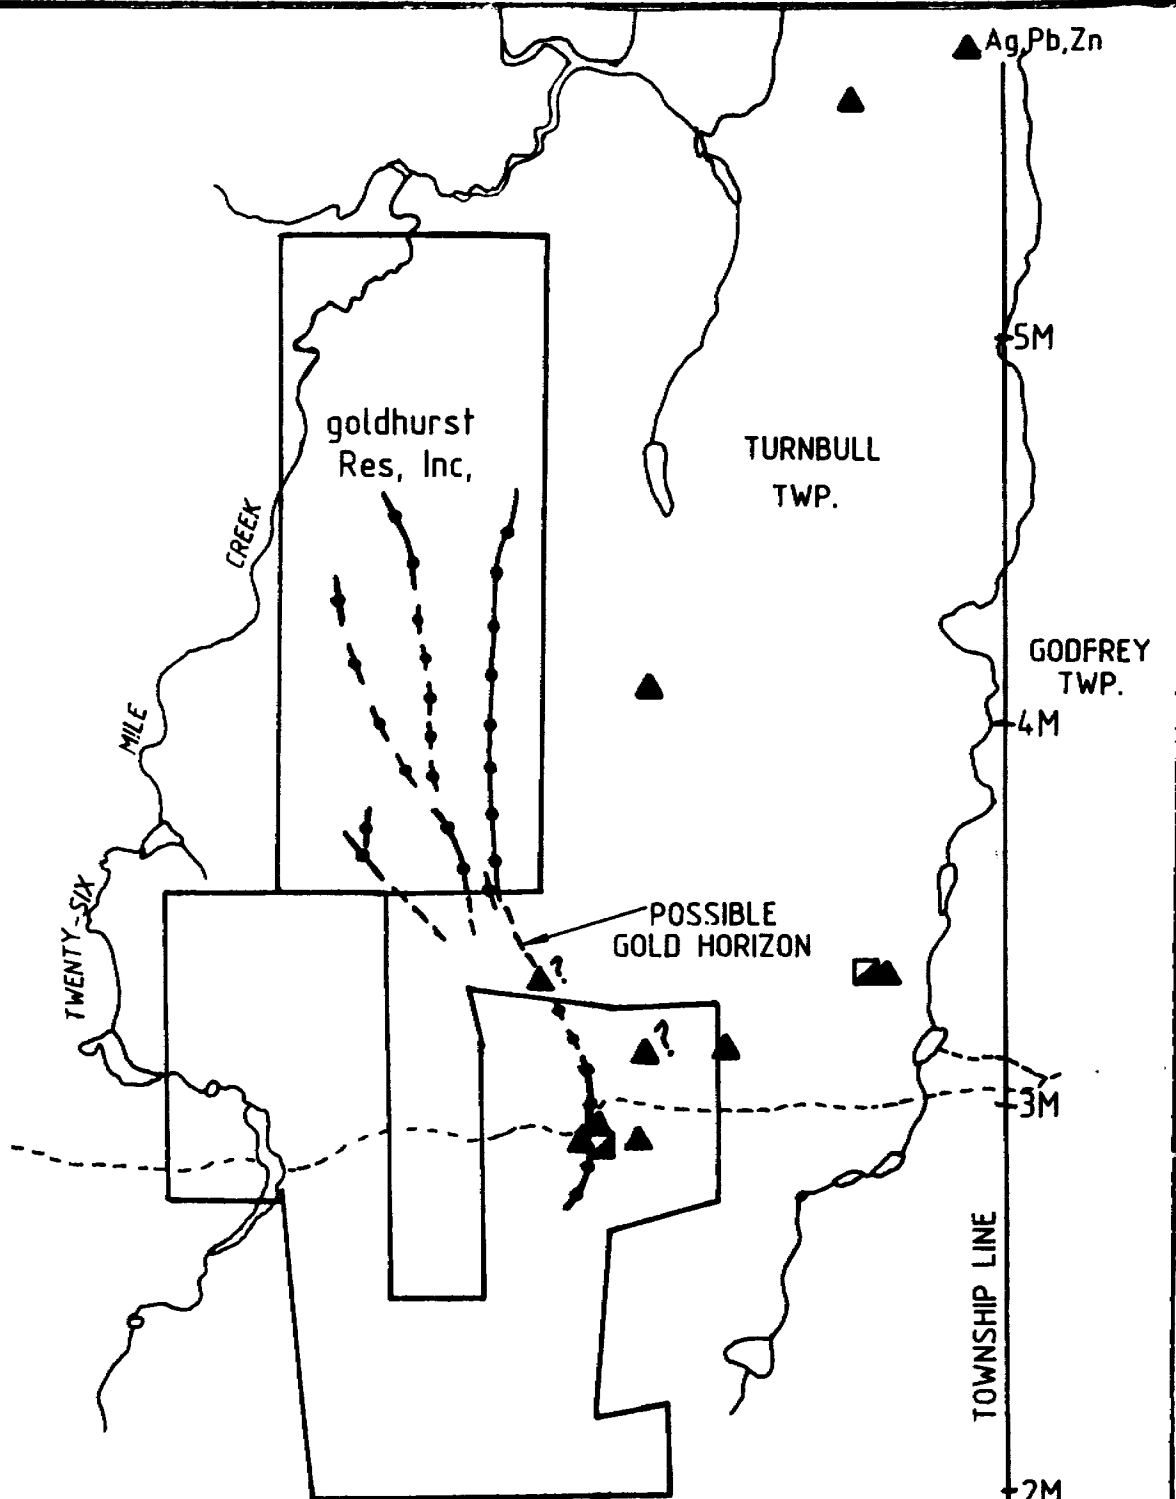 Ag,Pb,Zn
5M
goldhurst
Res, Inc,
TURNBULL
TWP.
CREEK
GODFREY
TWP.
MILE
4M
TWENTY-SIX
POSSIBLE
GOLD HORIZON
?
?
3M
TOWNSHIP LINE
2M